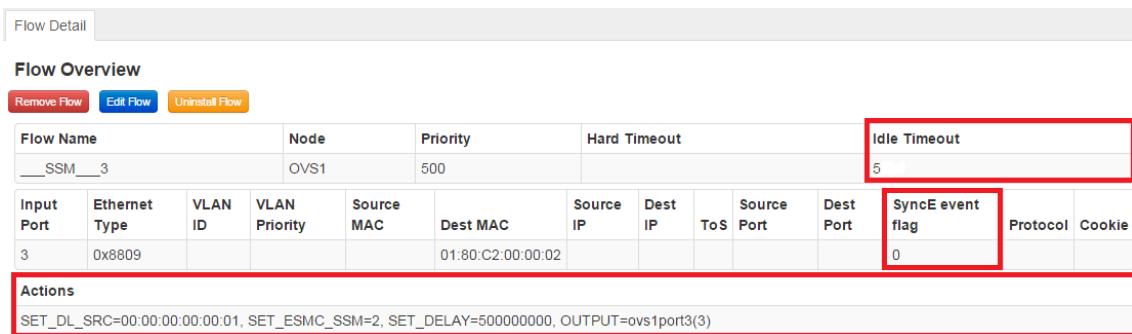 Flow Detail
Flow Overview
Remove Flow Edit Flow Uninstall Flow
Flow Name Node Priority Hard Timeout Idle Timeout
___SSM___3 OVS1 500 5
Input Port Ethernet Type VLAN ID VLAN Priority Source MAC Dest MAC Source IP Dest IP ToS Source Port Dest Port SyncE event flag Protocol Cookie
3 0x8809 01:80:C2:00:00:02 0
Actions
SET_DL_SRC=00:00:00:00:00:01, SET_ESMC_SSM=2, SET_DELAY=500000000, OUTPUT=ovs1port3(3)